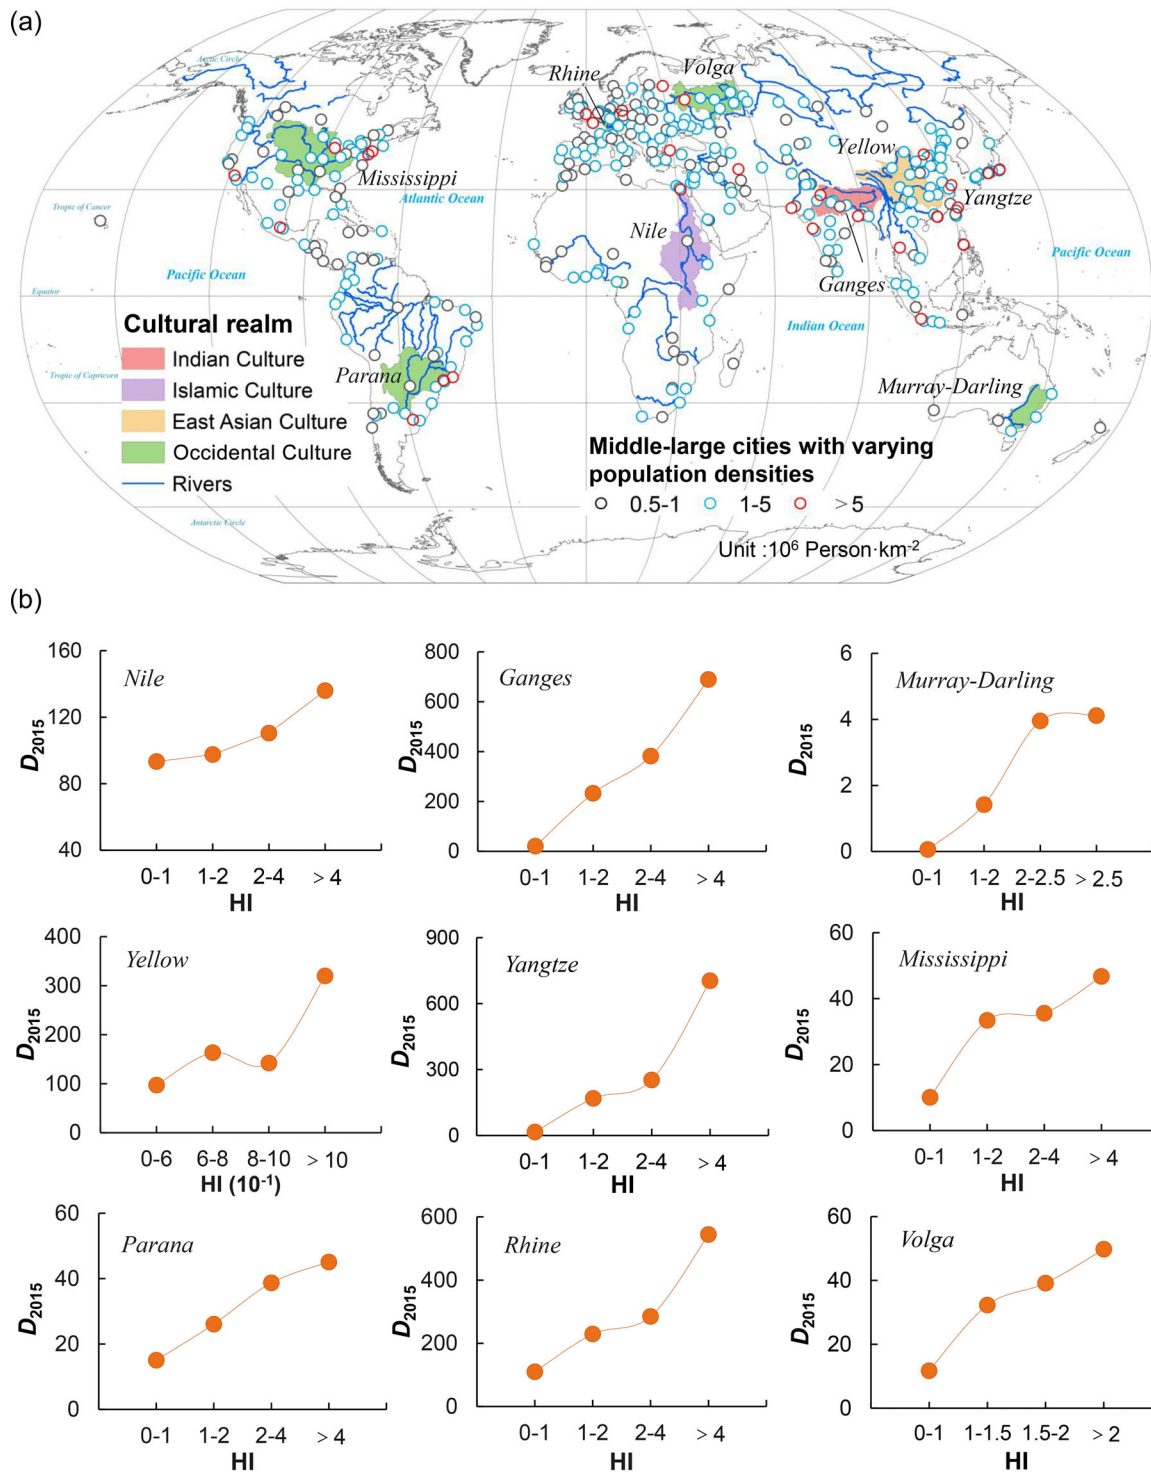 (a)
Arctic Circle
Rhine
Volga
Yellow
Mississippi
Atlantic Ocean
Yangtze
Tropic of Cancer
Nile
Pacific Ocean
Pacific Ocean
Ganges
Equator
Indian Ocean
Cultural realm
Indian Culture
Islamic Culture
East Asian Culture
Occidental Culture
Rivers
Tropic of Capricorn
Parana
Murray-Darling
Middle-large cities with varying
population densities
0.5-1 1-5 > 5
Antarctic Circle
Unit :10⁶ Person·km⁻²
(b)
Nile
D2015
160
120
80
40
0-1 1-2 2-4 > 4
HI
Ganges
D2015
800
600
400
200
0
0-1 1-2 2-4 > 4
HI
Murray-Darling
D2015
6
4
2
0
0-1 1-2 2-2.5 > 2.5
HI
Yellow
D2015
400
300
200
100
0
0-6 6-8 8-10 > 10
HI (10⁻¹)
Yangtze
D2015
900
600
300
0
0-1 1-2 2-4 > 4
HI
Mississippi
D2015
60
40
20
0
0-1 1-2 2-4 > 4
HI
Parana
D2015
60
40
20
0
0-1 1-2 2-4 > 4
HI
Rhine
D2015
600
400
200
0
0-1 1-2 2-4 > 4
HI
Volga
D2015
60
40
20
0
0-1 1-1.5 1.5-2 > 2
HI